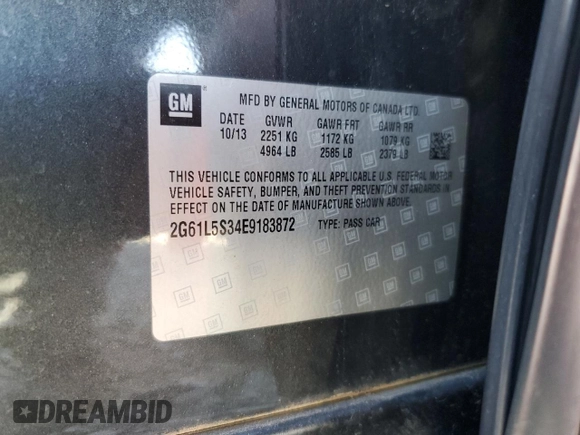 GM
MFD BY GENERAL MOTORS OF CANADA LTD.
DATE GVWR GAWR FRT GAWR RR
10/13 2251 KG 1172 KG 1079 KG
4964 LB 2585 LB 2379 LB
THIS VEHICLE CONFORMS TO ALL APPLICABLE U.S. FEDERAL MOTOR
VEHICLE SAFETY, BUMPER, AND THEFT PREVENTION STANDARDS IN
EFFECT ON THE DATE OF MANUFACTURE SHOWN ABOVE.
2G61L5S34E9183872 TYPE: PASS CAR
DREAMBID